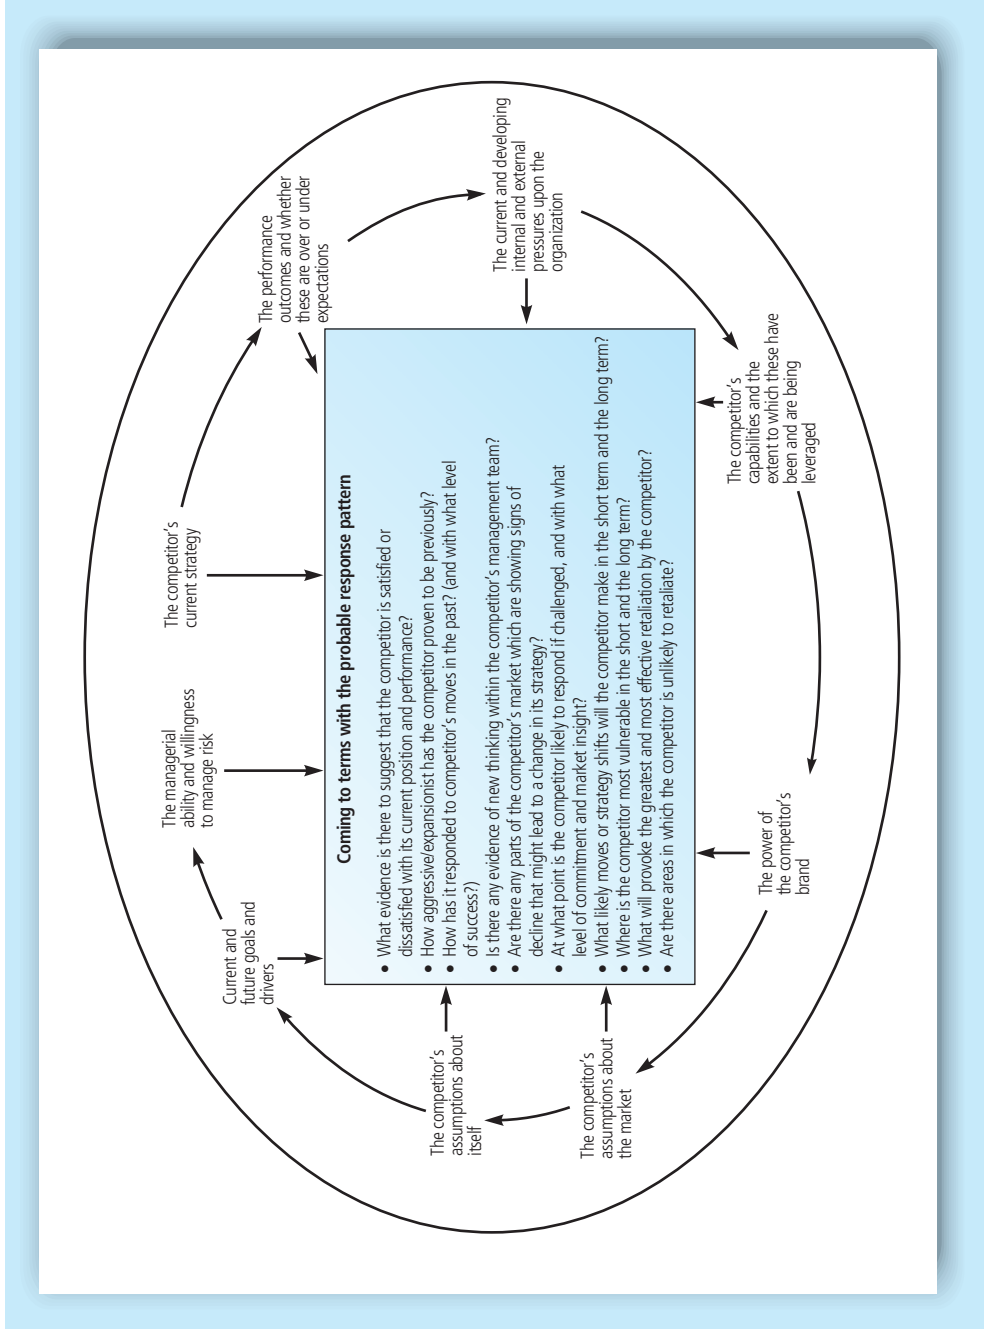 The competitor's
current strategy
The performance
outcomes and whether
these are over or under
expectations
The current and developing
internal and external
pressures upon the
organization
The competitor's
capabilities and the
extent to which these have
been and are being
leveraged
The power of
the competitor's
brand
The competitor's
assumptions about
the market
The competitor's
assumptions about
itself
Current and
future goals and
drivers
The managerial
ability and willingness
to manage risk
Coming to terms with the probable response pattern
• What evidence is there to suggest that the competitor is satisfied or
dissatisfied with its current position and performance?
• How aggressive/expansionist has the competitor proven to be previously?
• How has it responded to competitor's moves in the past? (and with what level
of success?)
• Is there any evidence of new thinking within the competitor's management team?
• Are there any parts of the competitor's market which are showing signs of
decline that might lead to a change in its strategy?
• At what point is the competitor likely to respond if challenged, and with what
level of commitment and market insight?
• What likely moves or strategy shifts will the competitor make in the short term and the long term?
• Where is the competitor most vulnerable in the short and the long term?
• What will provoke the greatest and most effective retaliation by the competitor?
• Are there areas in which the competitor is unlikely to retaliate?